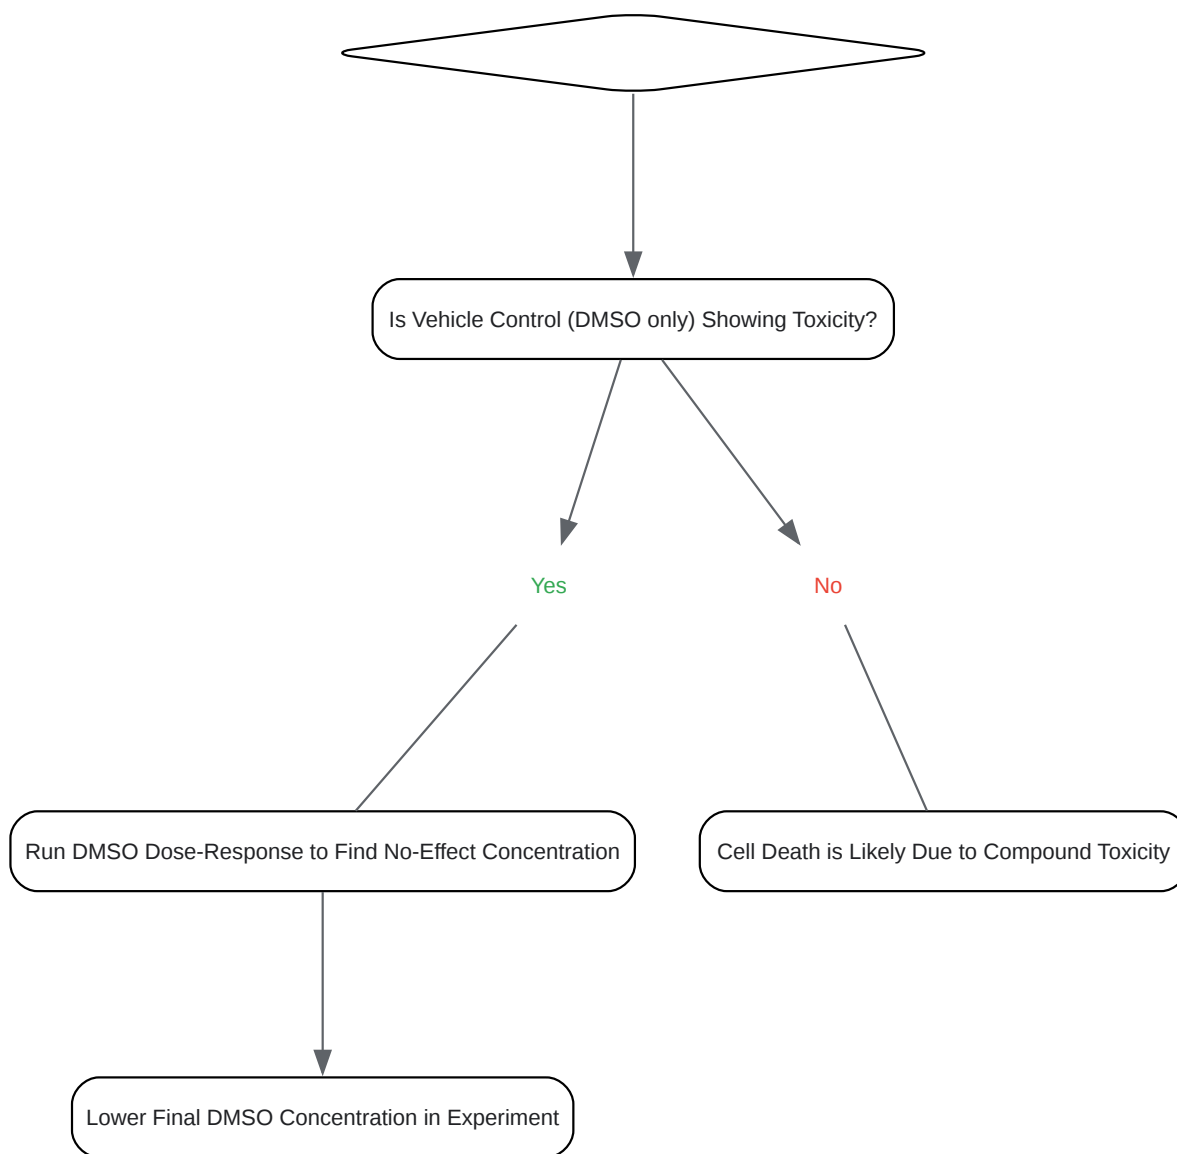 Is Vehicle Control (DMSO only) Showing Toxicity?
Yes
No
Run DMSO Dose-Response to Find No-Effect Concentration
Cell Death is Likely Due to Compound Toxicity
Lower Final DMSO Concentration in Experiment